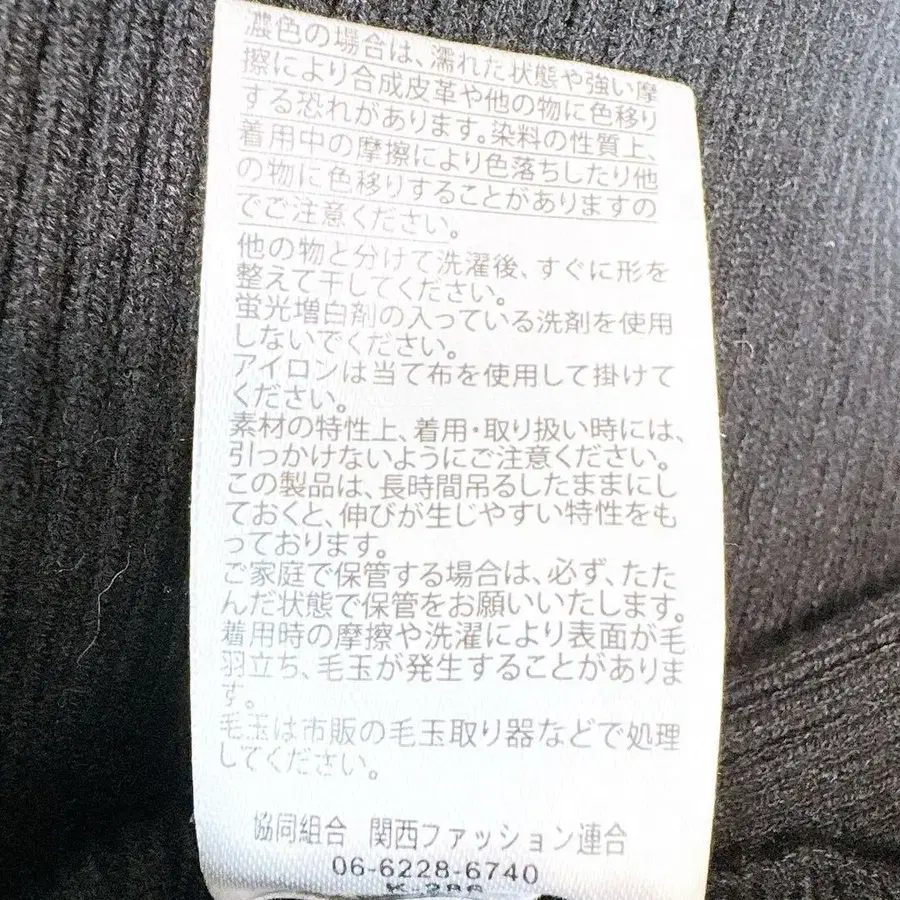 濃色の場合は、濡れた状態や強い摩
擦により合成皮革や他の物に色移り
する恐れがあります。染料の性質上、
着用中の摩擦により色落ちしたり他
の物に色移りすることがありますの
でご注意ください。
他の物と分けて洗濯後、すぐに形を
整えて干してください。
蛍光増白剤の入っている洗剤を使用
しないでください。
アイロンは当て布を使用して掛けて
ください。
素材の特性上、着用・取り扱い時には、
引っかけないようにご注意ください。
この製品は、長時間吊るしたままにし
ておくと、伸びが生じやすい特性をも
っております。
ご家庭で保管する場合は、必ず、たた
んだ状態で保管をお願いいたします。
着用時の摩擦や洗濯により表面が毛
羽立ち、毛玉が発生することがありま
す。
毛玉は市販の毛玉取り器などで処理
してください。
協同組合 関西ファッション連合
06-6228-6740
K-286